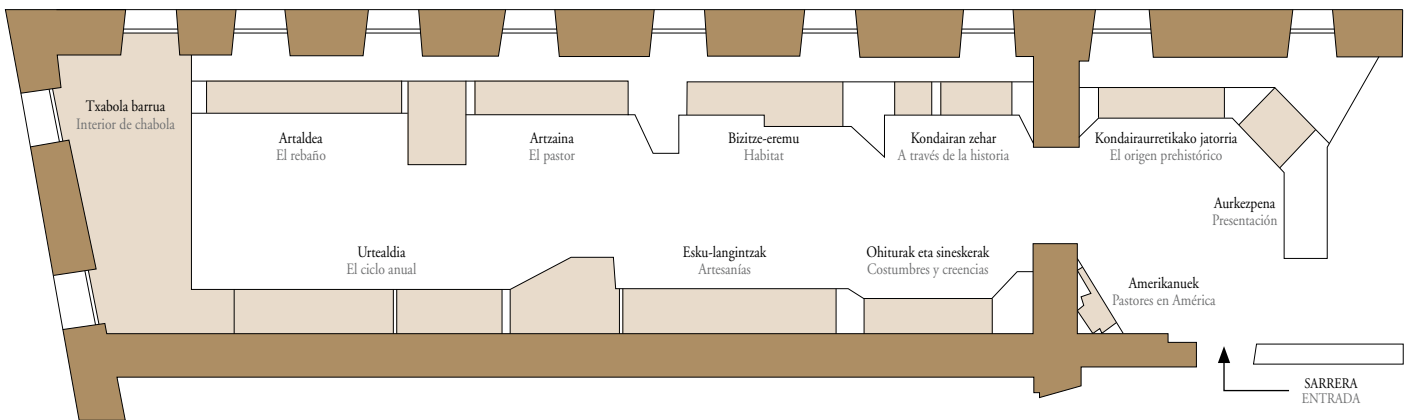 Txabola barrua
Interior de chabola
Artaldea
El rebaño
Artzaina
El pastor
Bizitze-eremu
Habitat
Kondairan zehar
A través de la historia
Kondairaurretikako jatorria
El origen prehistórico
Aurkezpena
Presentación
Urtealdia
El ciclo anual
Esku-langintzak
Artesanías
Ohiturak eta sineskerak
Costumbres y creencias
Amerikanuek
Pastores en América
SARRERA
ENTRADA